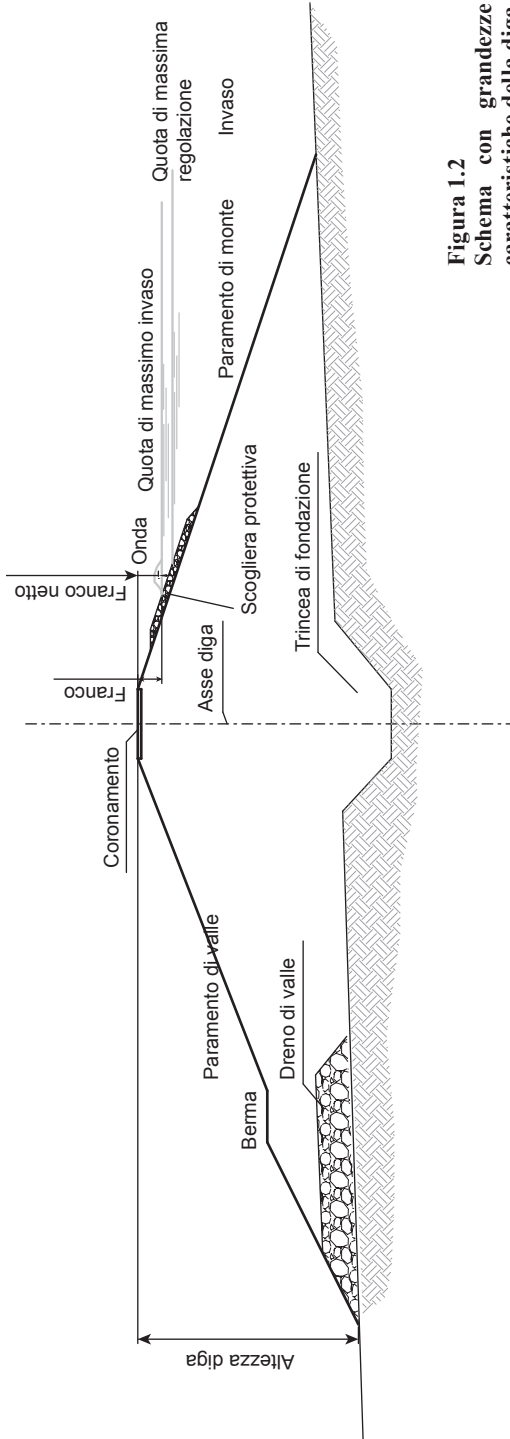 Altezza diga
Berma
Dreno di valle
Paramento di valle
Coronamento
Asse diga
Franco
Franco netto
Onda
Scogliera protettiva
Trincea di fondazione
Quota di massimo invaso
Paramento di monte
Quota di massima
regolazione
Invaso
Figura 1.2
Schema con grandezze
caratteristiche della diga